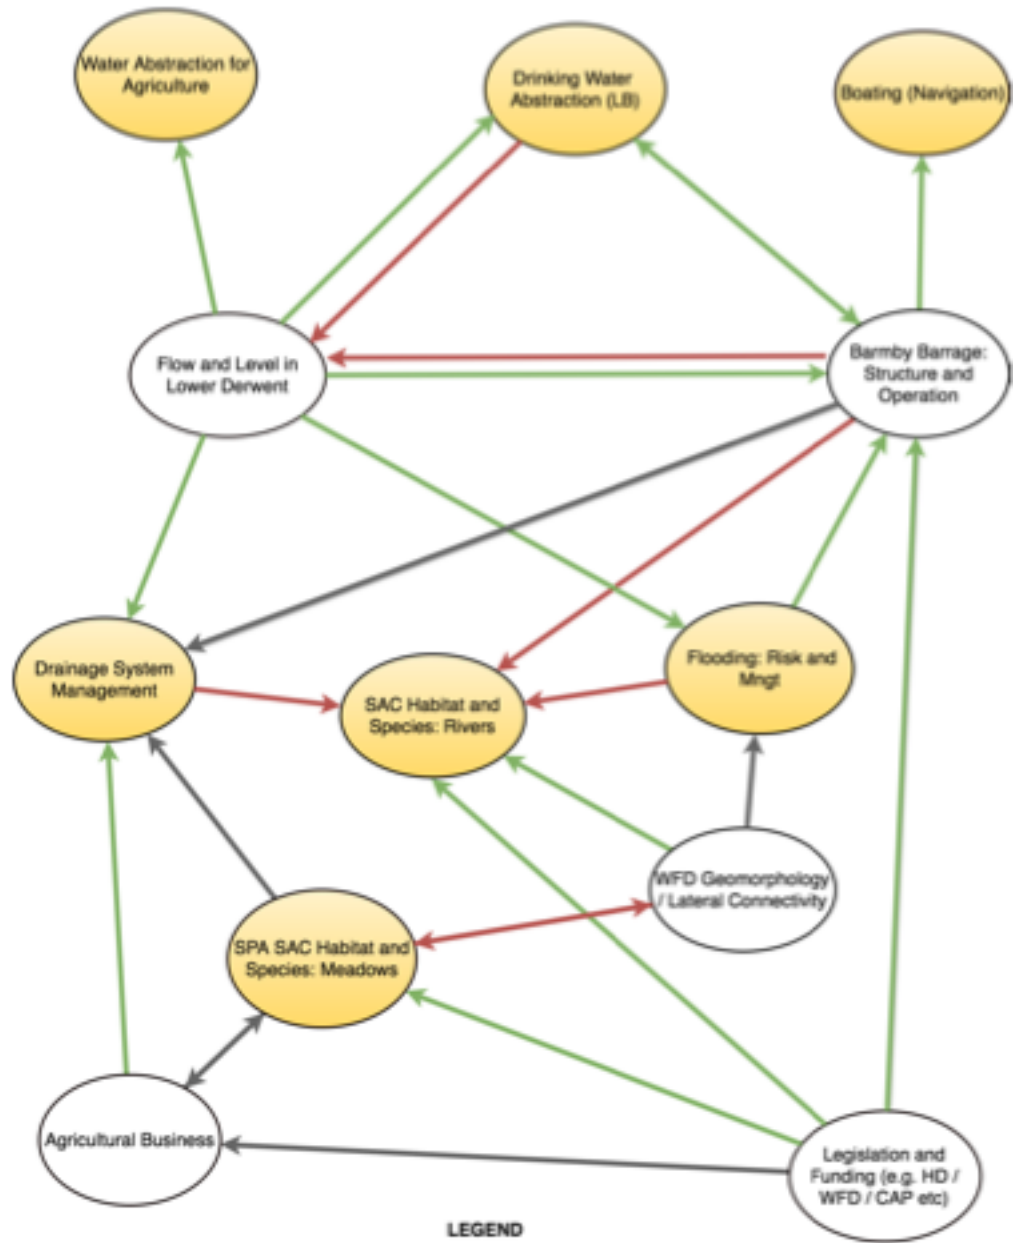 Water Abstraction for
Agriculture
Drinking Water
Abstraction (LB)
Boating (Navigation)
Flow and Level in
Lower Derwent
Barmby Barrage:
Structure and
Operation
Drainage System
Management
SAC Habitat and
Species: Rivers
Flooding: Risk and
Mngt
WFD Geomorphology
/ Lateral Connectivity
SPA SAC Habitat and
Species: Meadows
Agricultural Business
Legislation and
Funding (e.g. HD /
WFD / CAP etc)
LEGEND